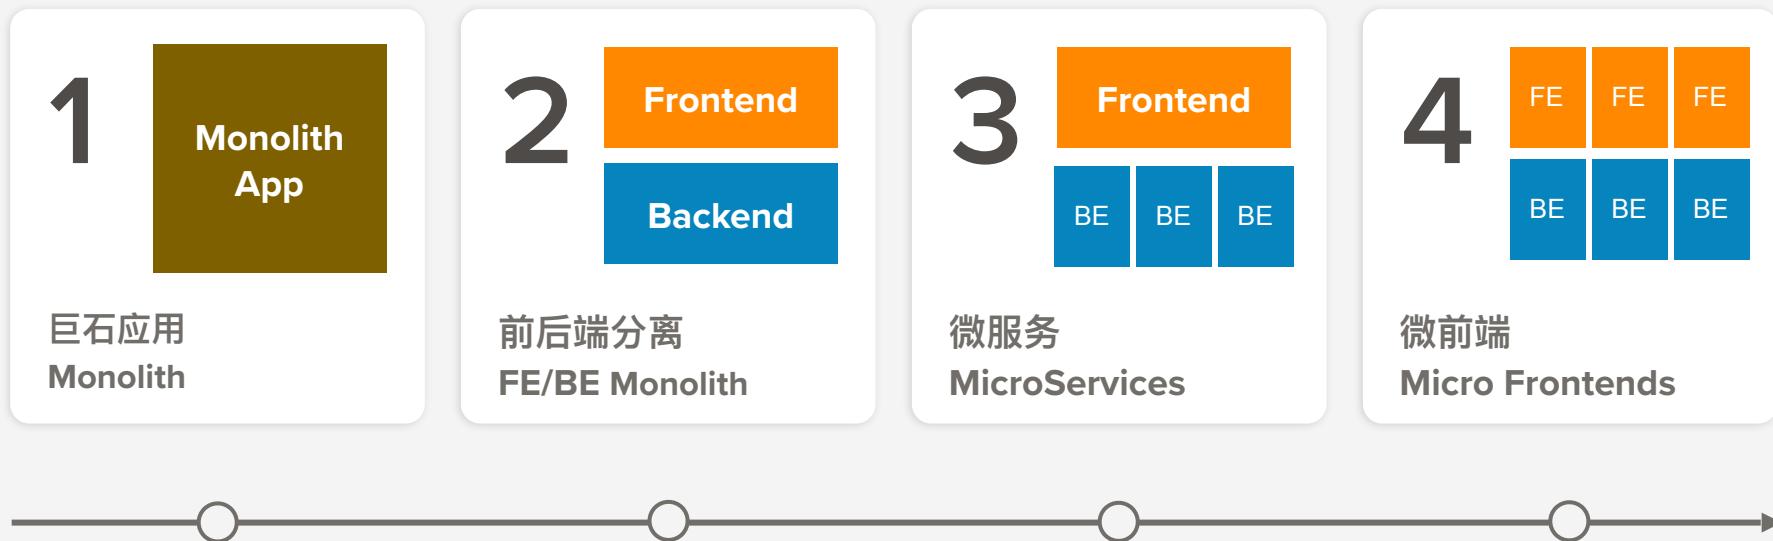 1
Monolith
App
巨石应用
Monolith
2
Frontend
Backend
前后端分离
FE/BE Monolith
3
Frontend
BE BE BE
微服务
MicroServices
4
FE FE FE
BE BE BE
微前端
Micro Frontends